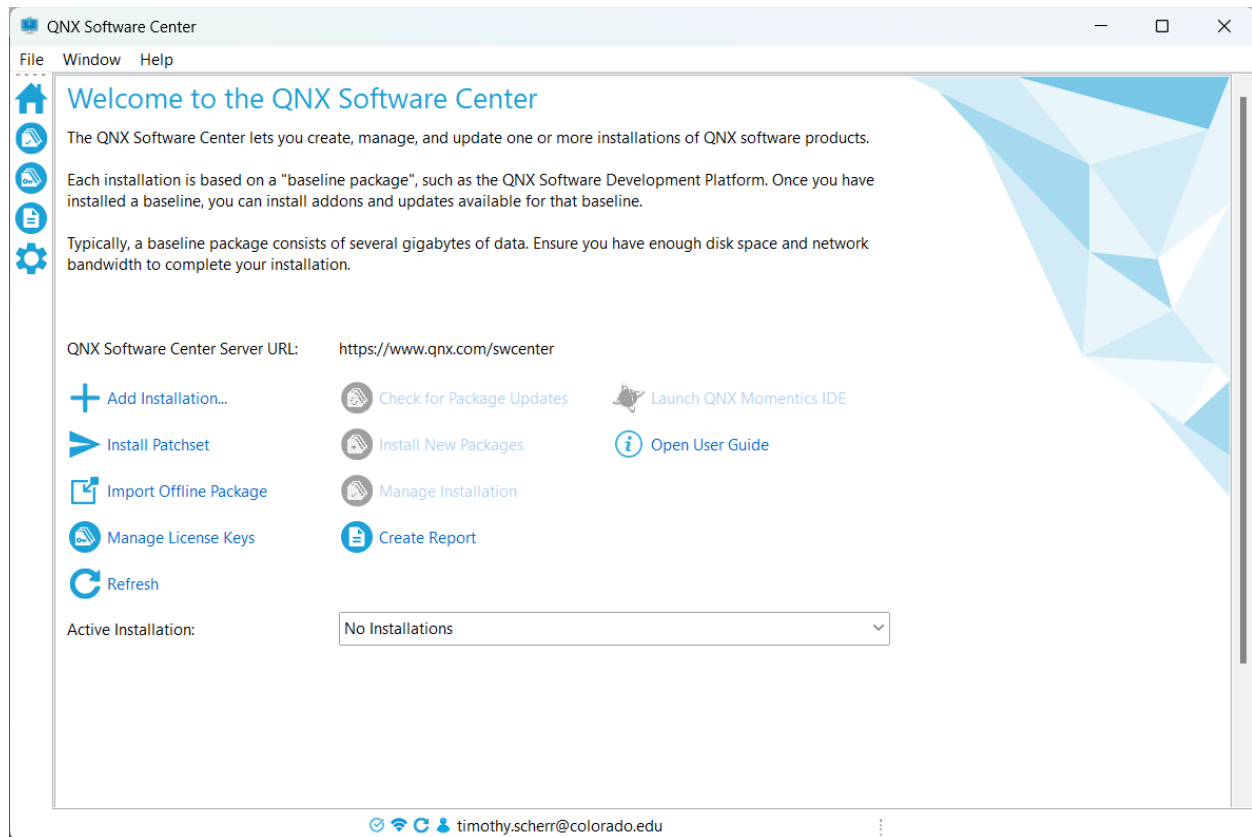 QNX Software Center
File Window Help
Welcome to the QNX Software Center
The QNX Software Center lets you create, manage, and update one or more installations of QNX software products.
Each installation is based on a "baseline package", such as the QNX Software Development Platform. Once you have
installed a baseline, you can install addons and updates available for that baseline.
Typically, a baseline package consists of several gigabytes of data. Ensure you have enough disk space and network
bandwidth to complete your installation.
QNX Software Center Server URL: https://www.qnx.com/swcenter
Add Installation... Check for Package Updates Launch QNX Momentics IDE
Install Patchset Install New Packages Open User Guide
Import Offline Package Manage Installation
Manage License Keys Create Report
Refresh
Active Installation: No Installations
timothy.scherr@colorado.edu